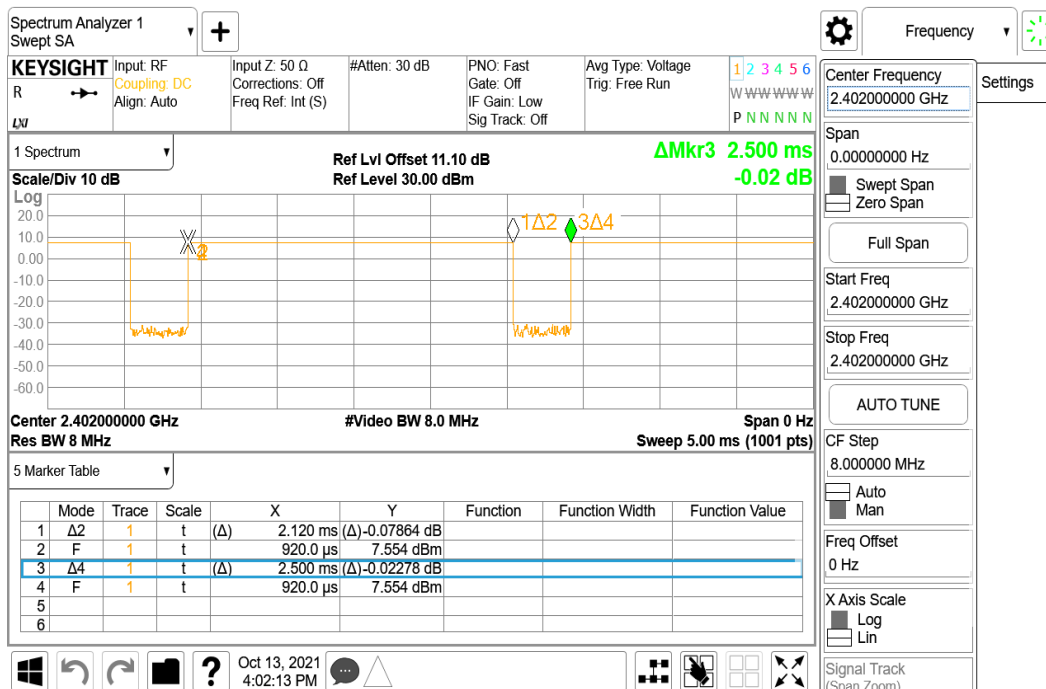 Spectrum Analyzer 1
Swept SA
+
Frequency
KEYSIGHT
R
LXI
Input: RF
Coupling: DC
Align: Auto
Input Z: 50 Ω
Corrections: Off
Freq Ref: Int (S)
#Atten: 30 dB
PNO: Fast
Gate: Off
IF Gain: Low
Sig Track: Off
Avg Type: Voltage
Trig: Free Run
1 2 3 4 5 6
W W W W W W
P N N N N N
1 Spectrum
Scale/Div 10 dB
Ref Lvl Offset 11.10 dB
Ref Level 30.00 dBm
ΔMkr3 2.500 ms
-0.02 dB
Log
20.0
10.0
0.00
-10.0
-20.0
-30.0
-40.0
-50.0
-60.0
1Δ2
3Δ4
Center 2.402000000 GHz
#Video BW 8.0 MHz
Span 0 Hz
Res BW 8 MHz
Sweep 5.00 ms (1001 pts)
5 Marker Table
Mode Trace Scale X Y Function Function Width Function Value
1 Δ2 1 t (Δ) 2.120 ms (Δ) -0.07864 dB
2 F 1 t 920.0 µs 7.554 dBm
3 Δ4 1 t (Δ) 2.500 ms (Δ) -0.02278 dB
4 F 1 t 920.0 µs 7.554 dBm
5
6
?
Oct 13, 2021
4:02:13 PM
Center Frequency
2.402000000 GHz
Settings
Span
0.00000000 Hz
Swept Span
Zero Span
Full Span
Start Freq
2.402000000 GHz
Stop Freq
2.402000000 GHz
AUTO TUNE
CF Step
8.000000 MHz
Auto
Man
Freq Offset
0 Hz
X Axis Scale
Log
Lin
Signal Track
(Span Zoom)